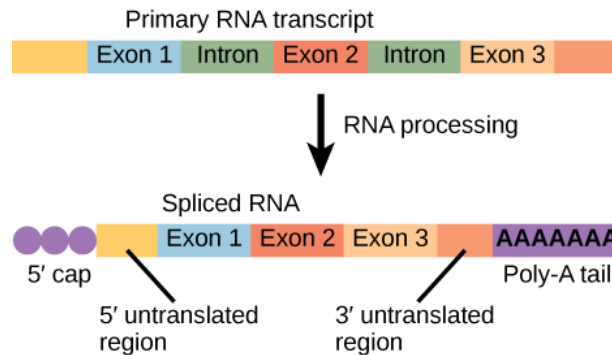 Primary RNA transcript
Exon 1 Intron Exon 2 Intron Exon 3
RNA processing
Spliced RNA
Exon 1 Exon 2 Exon 3 AAAAAAA
5′ cap
Poly-A tail
5′ untranslated
region
3′ untranslated
region